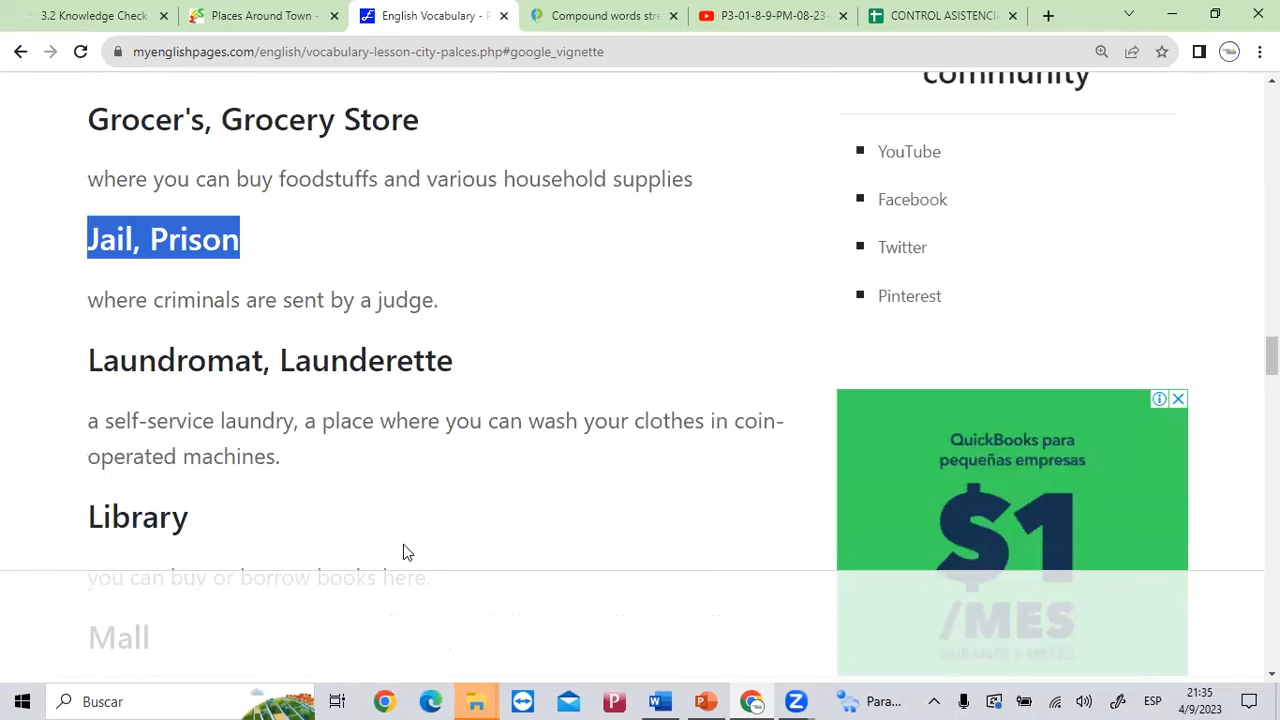 3.2 Knowledge Check
Places Around Town -
English Vocabulary - F
Compound words stre
P3-01-8-9-PM-08-23-
CONTROL ASISTENCI
myenglishpages.com/english/vocabulary-lesson-city-palces.php#google_vignette
Grocer's, Grocery Store
where you can buy foodstuffs and various household supplies
Jail, Prison
where criminals are sent by a judge.
Laundromat, Launderette
a self-service laundry, a place where you can wash your clothes in coin-
operated machines.
Library
you can buy or borrow books here.
Mall
community
YouTube
Facebook
Twitter
Pinterest
QuickBooks para
pequeñas empresas
$1
/MES
Buscar
Para...
ESP
21:35
4/9/2023